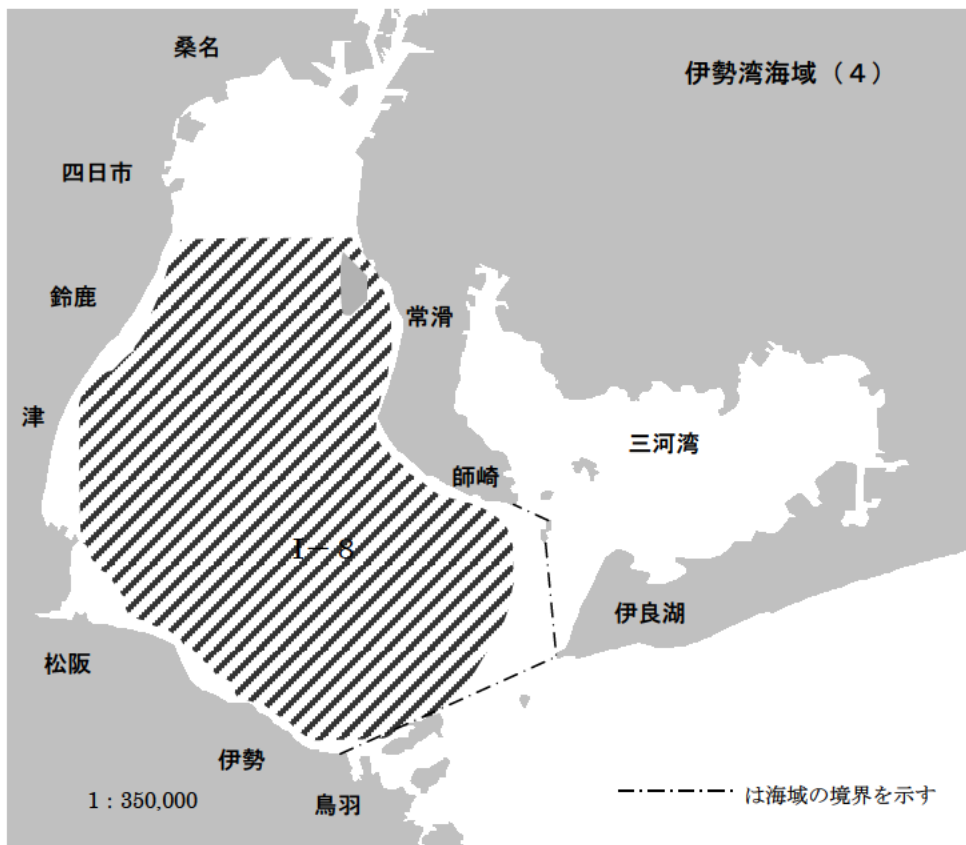 桑名
伊勢湾海域（４）
四日市
鈴鹿
常滑
津
三河湾
師崎
I－8
伊良湖
松阪
伊勢
1：350,000
鳥羽
は海域の境界を示す